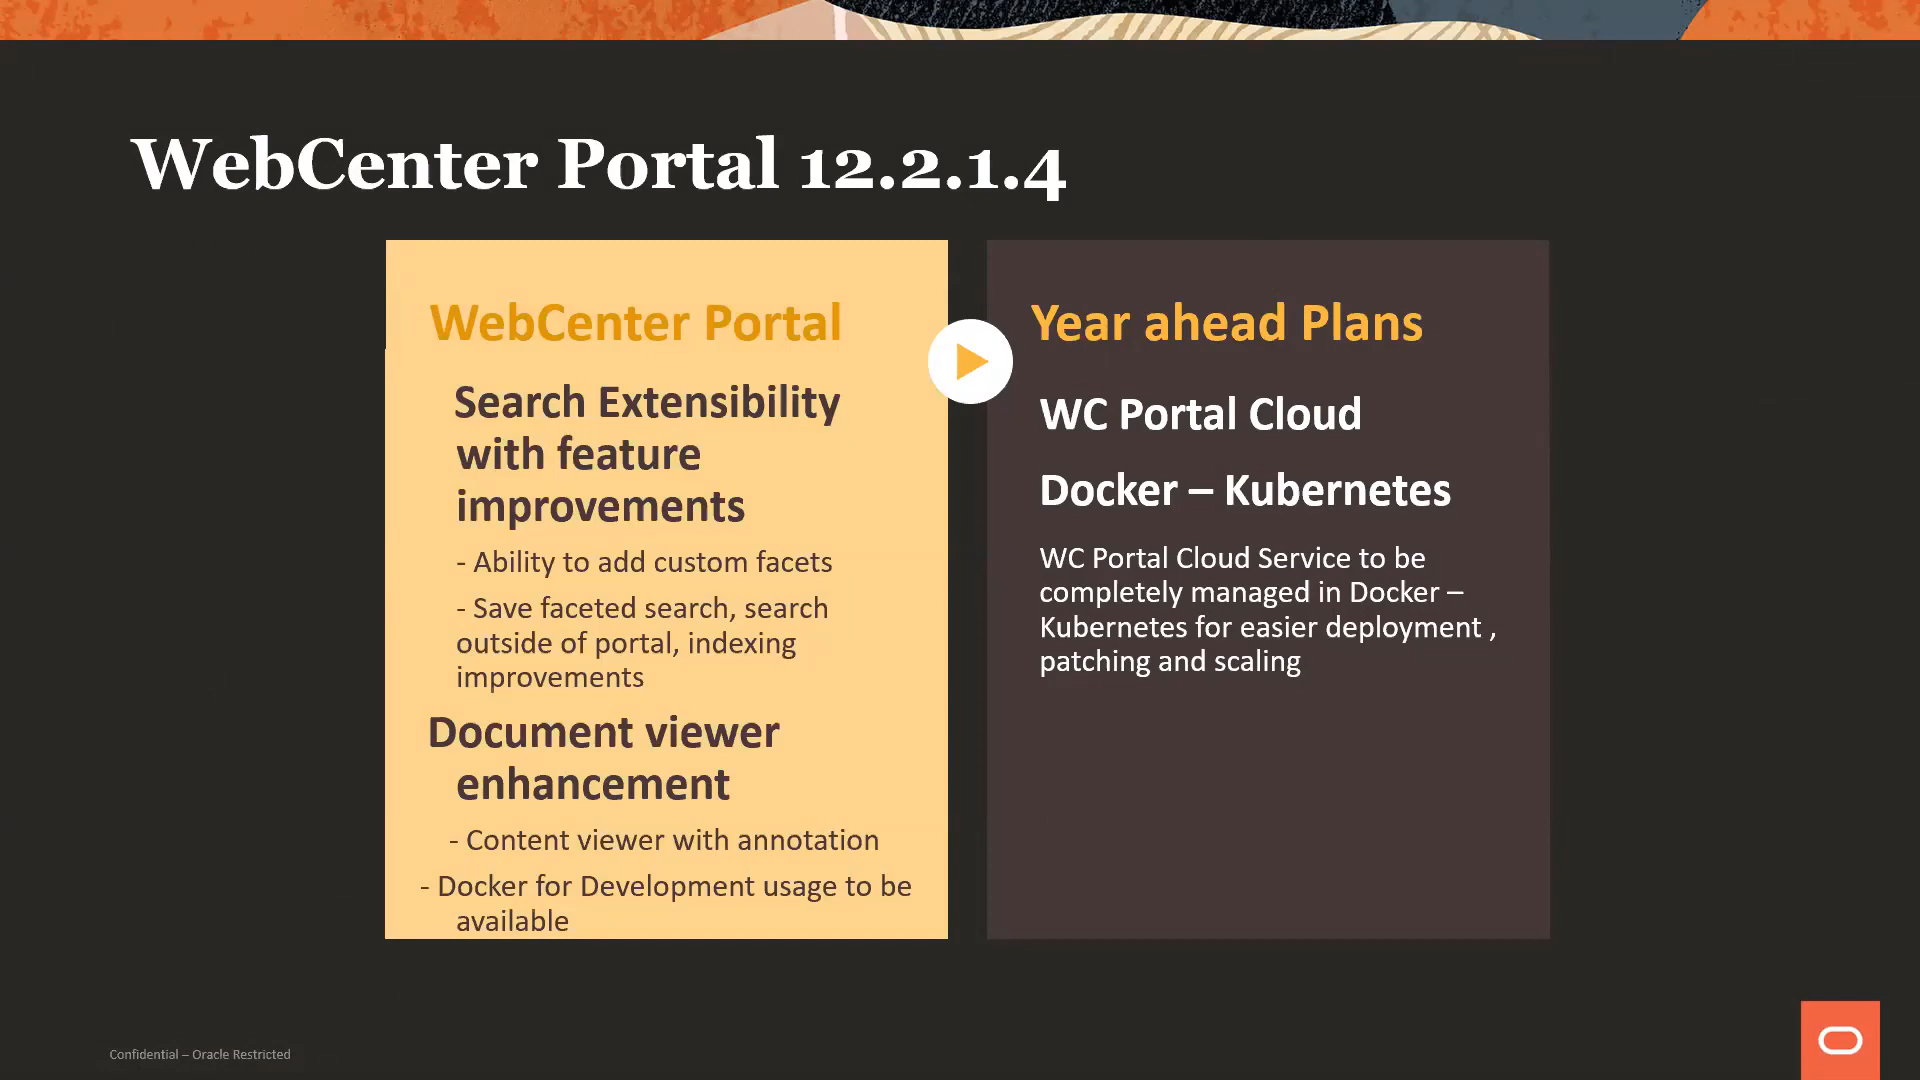 WebCenter Portal 12.2.1.4
WebCenter Portal
Search Extensibility
with feature
improvements
- Ability to add custom facets
- Save faceted search, search
outside of portal, indexing
improvements
Document viewer
enhancement
- Content viewer with annotation
- Docker for Development usage to be
available
Year ahead Plans
WC Portal Cloud
Docker – Kubernetes
WC Portal Cloud Service to be
completely managed in Docker –
Kubernetes for easier deployment ,
patching and scaling
Confidential – Oracle Restricted